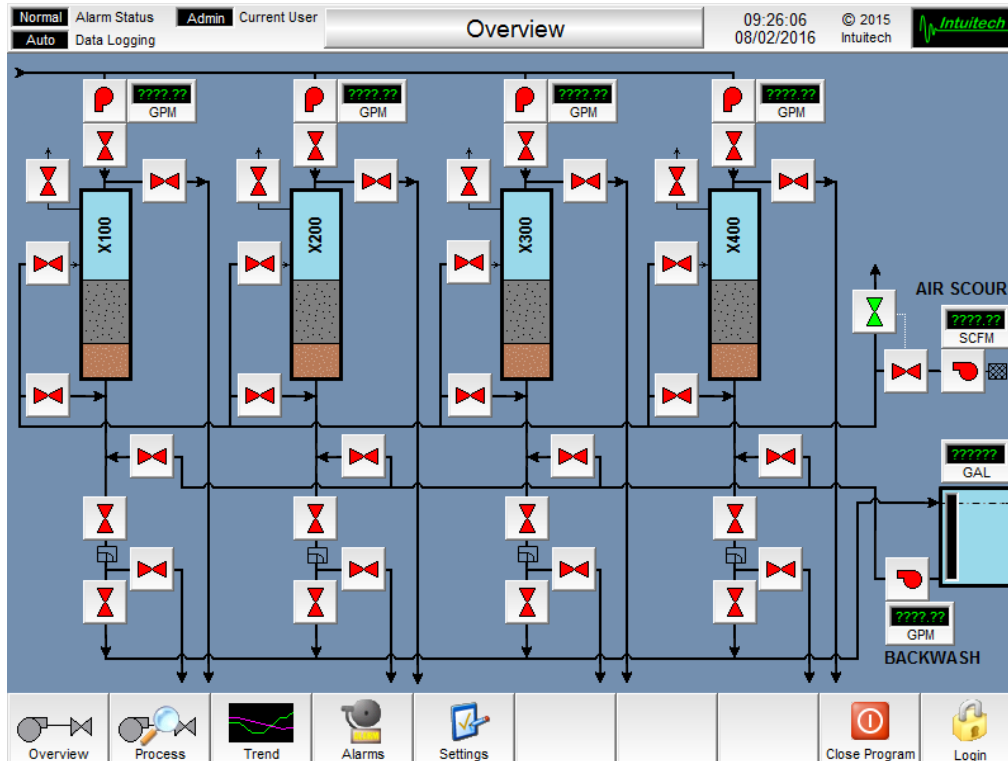 Normal Alarm Status Admin Current User
Auto Data Logging
Overview
09:26:06
08/02/2016
© 2015
Intuitech
Intuitech
????.??
GPM
????.??
GPM
????.??
GPM
????.??
GPM
X100
X200
X300
X400
AIR SCOUR
????.??
SCFM
??????
GAL
????.??
GPM
BACKWASH
Overview
Process
Trend
Alarms
Settings
Close Program
Login